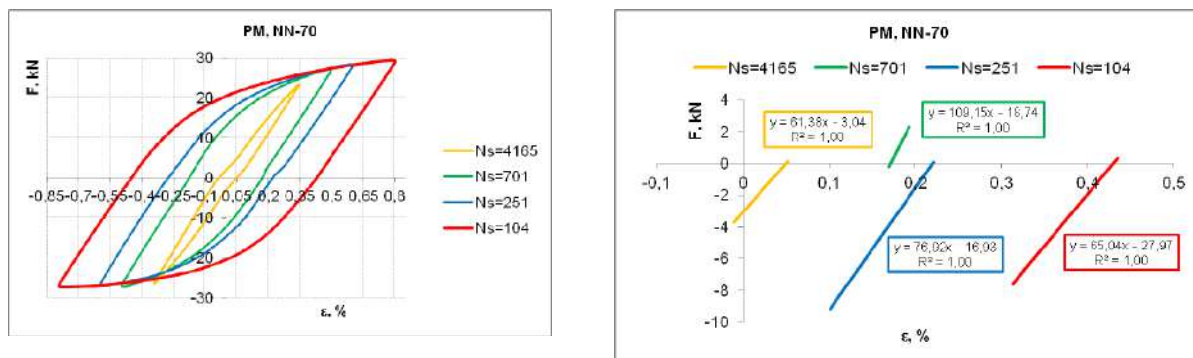 PM, NN-70
F, kN
30
20
10
0
-10
-20
-30
-0,85 -0,7 -0,55 -0,4 -0,25 -0,1 0,05 0,2 0,35 0,5 0,65 0,8
ε, %
Ns=4165
Ns=701
Ns=251
Ns=104
PM, NN-70
Ns=4165 Ns=701 Ns=251 Ns=104
F, kN
4
2
0
-2
-4
-6
-8
-10
-0,1 0 0,1 0,2 0,3 0,4 0,5
y = 61,38x - 3,04
R² = 1,00
y = 109,15x - 18,74
R² = 1,00
R² = 1,00
y = 65,04x - 27,97
R² = 1,00
ε, %